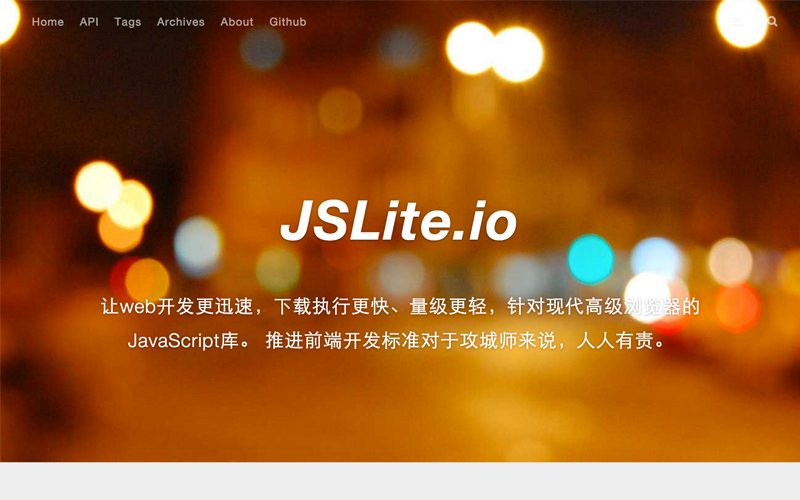 Home API Tags Archives About Github
JSLite.io
让web开发更迅速，下载执行更快、量级更轻，针对现代高级浏览器的
JavaScript库。 推进前端开发标准对于攻城师来说，人人有责。